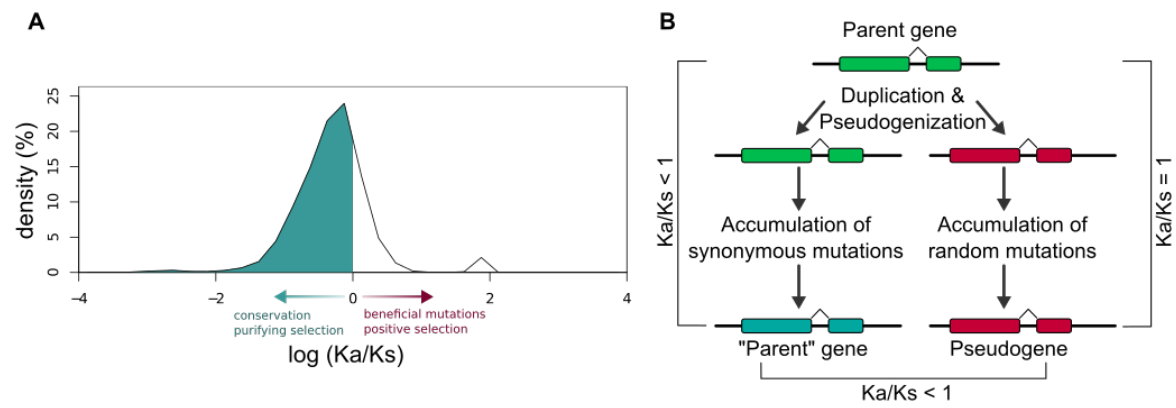 A
density (%)
25
20
15
10
5
0
−4
−2
0
2
4
conservation
purifying selection
beneficial mutations
positive selection
log (Ka/Ks)
B
Parent gene
Duplication &
Pseudogenization
Ka/Ks < 1
Ka/Ks = 1
Accumulation of
synonymous mutations
Accumulation of
random mutations
"Parent" gene
Pseudogene
Ka/Ks < 1